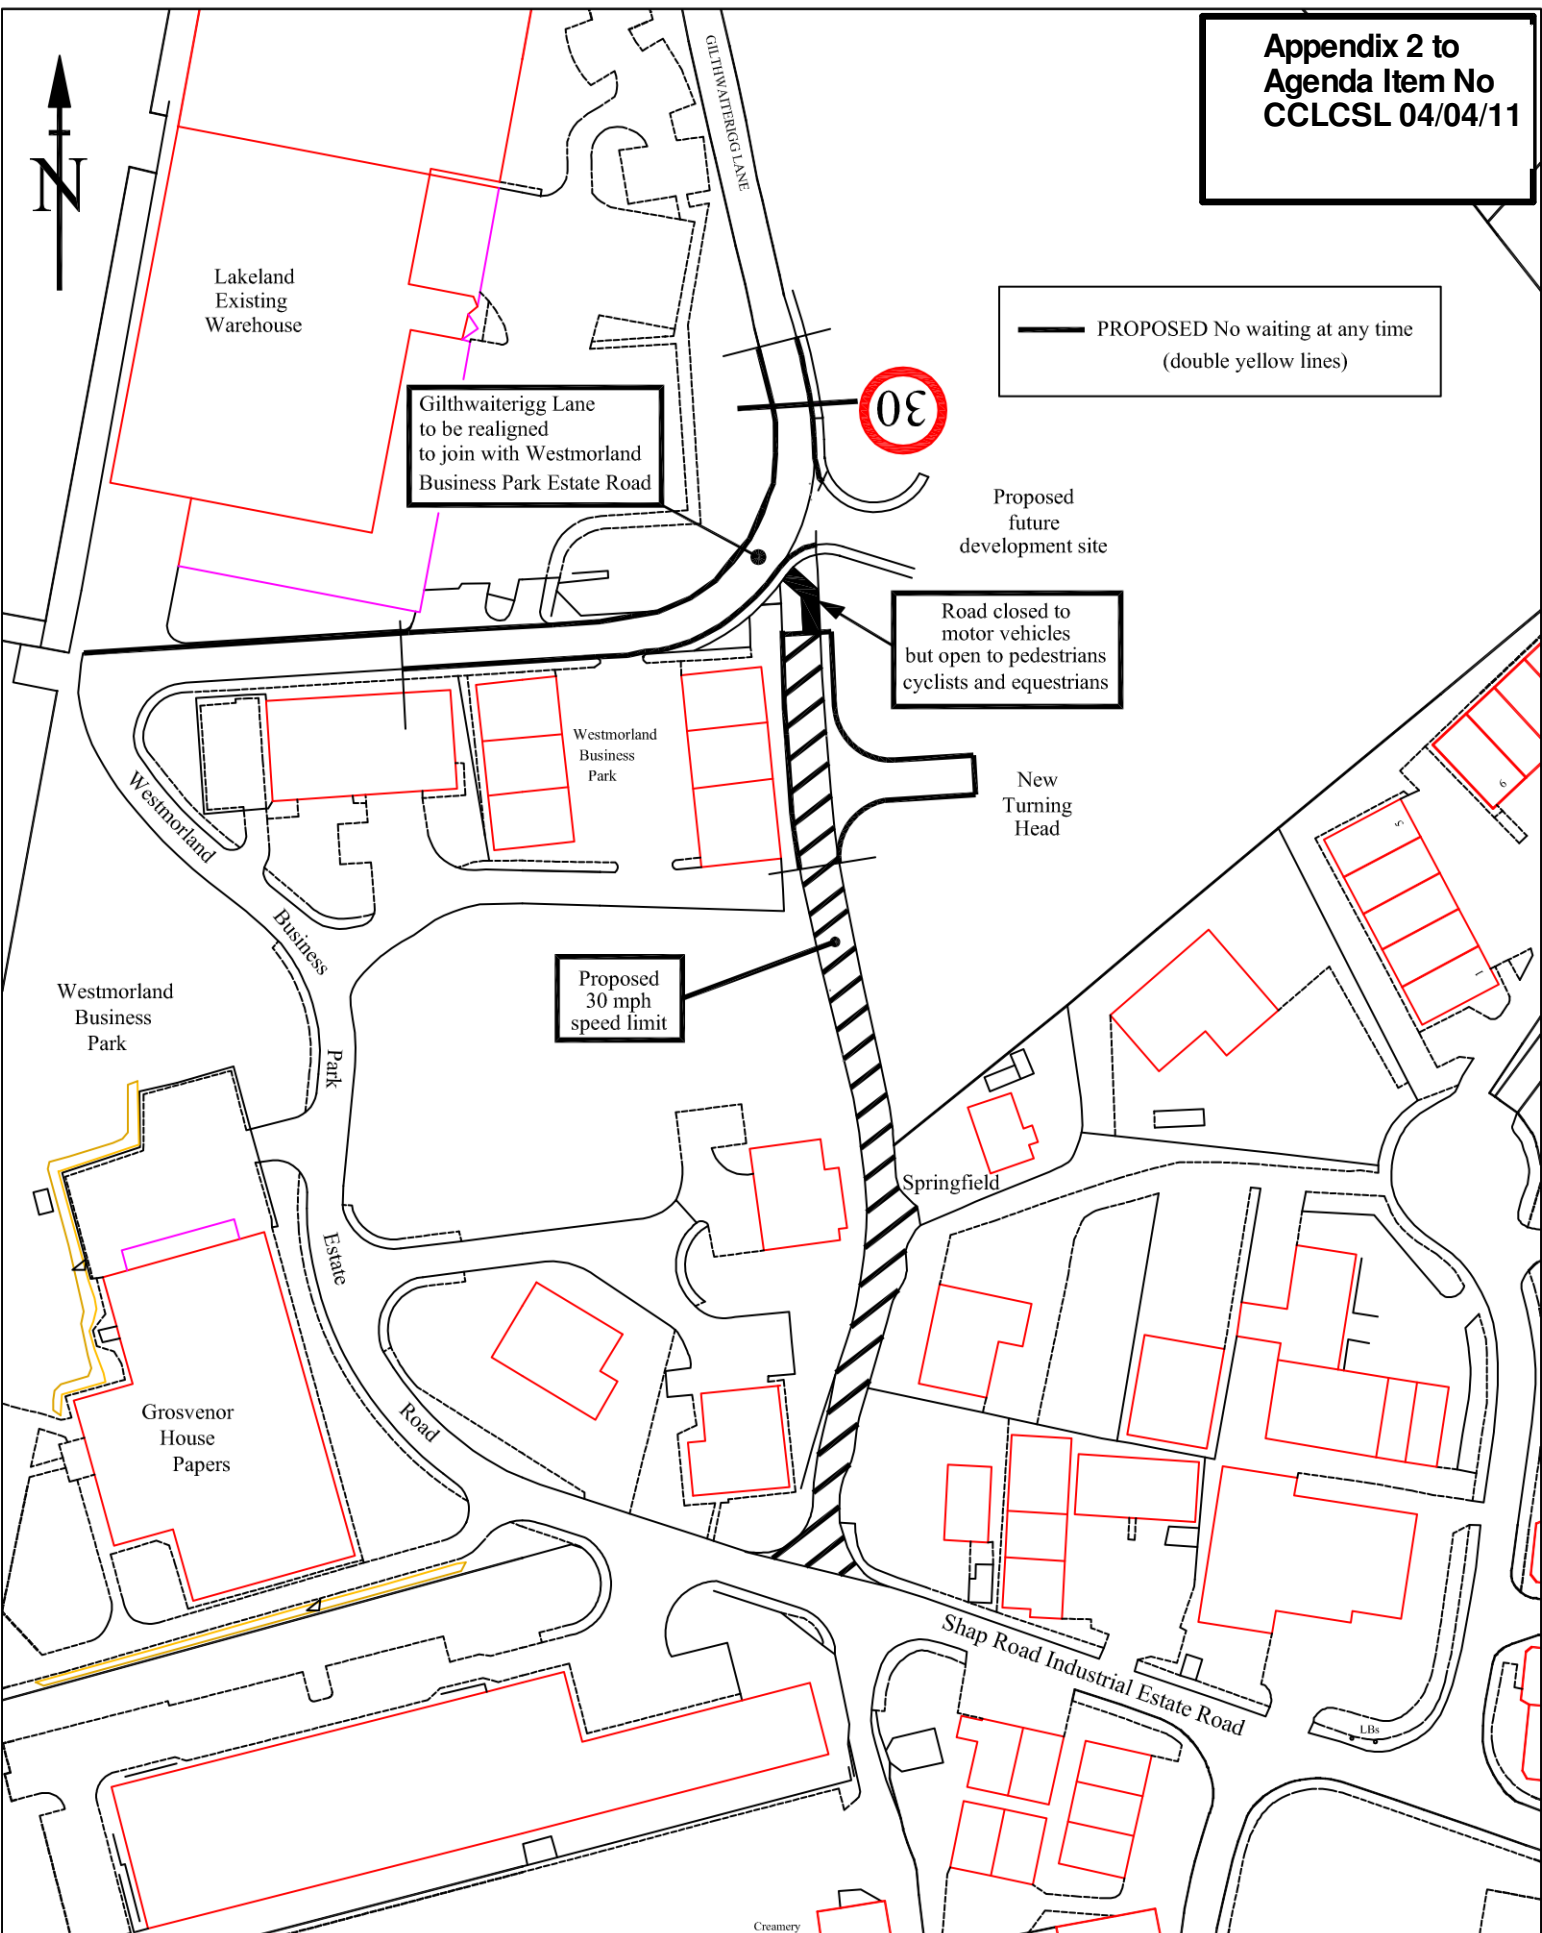 Appendix 2 to
Agenda Item No
CCLCSL 04/04/11
GILTHWAITERIGG LANE
N
Lakeland
Existing
Warehouse
PROPOSED No waiting at any time
(double yellow lines)
Gilthwaiterigg Lane
to be realigned
to join with Westmorland
Business Park Estate Road
30
Proposed
future
development site
Road closed to
motor vehicles
but open to pedestrians
cyclists and equestrians
Westmorland
Business
Park
New
Turning
Head
9
5
1
Westmorland
Business
Park
Estate
Road
Proposed
30 mph
speed limit
Westmorland
Business
Park
Springfield
Grosvenor
House
Papers
Shap Road Industrial Estate Road
LBs
Creamery